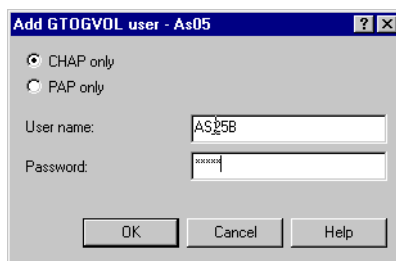 Add GTOGVOL user - As05
CHAP only
PAP only
User name: AS25B
Password: *****
OK Cancel Help